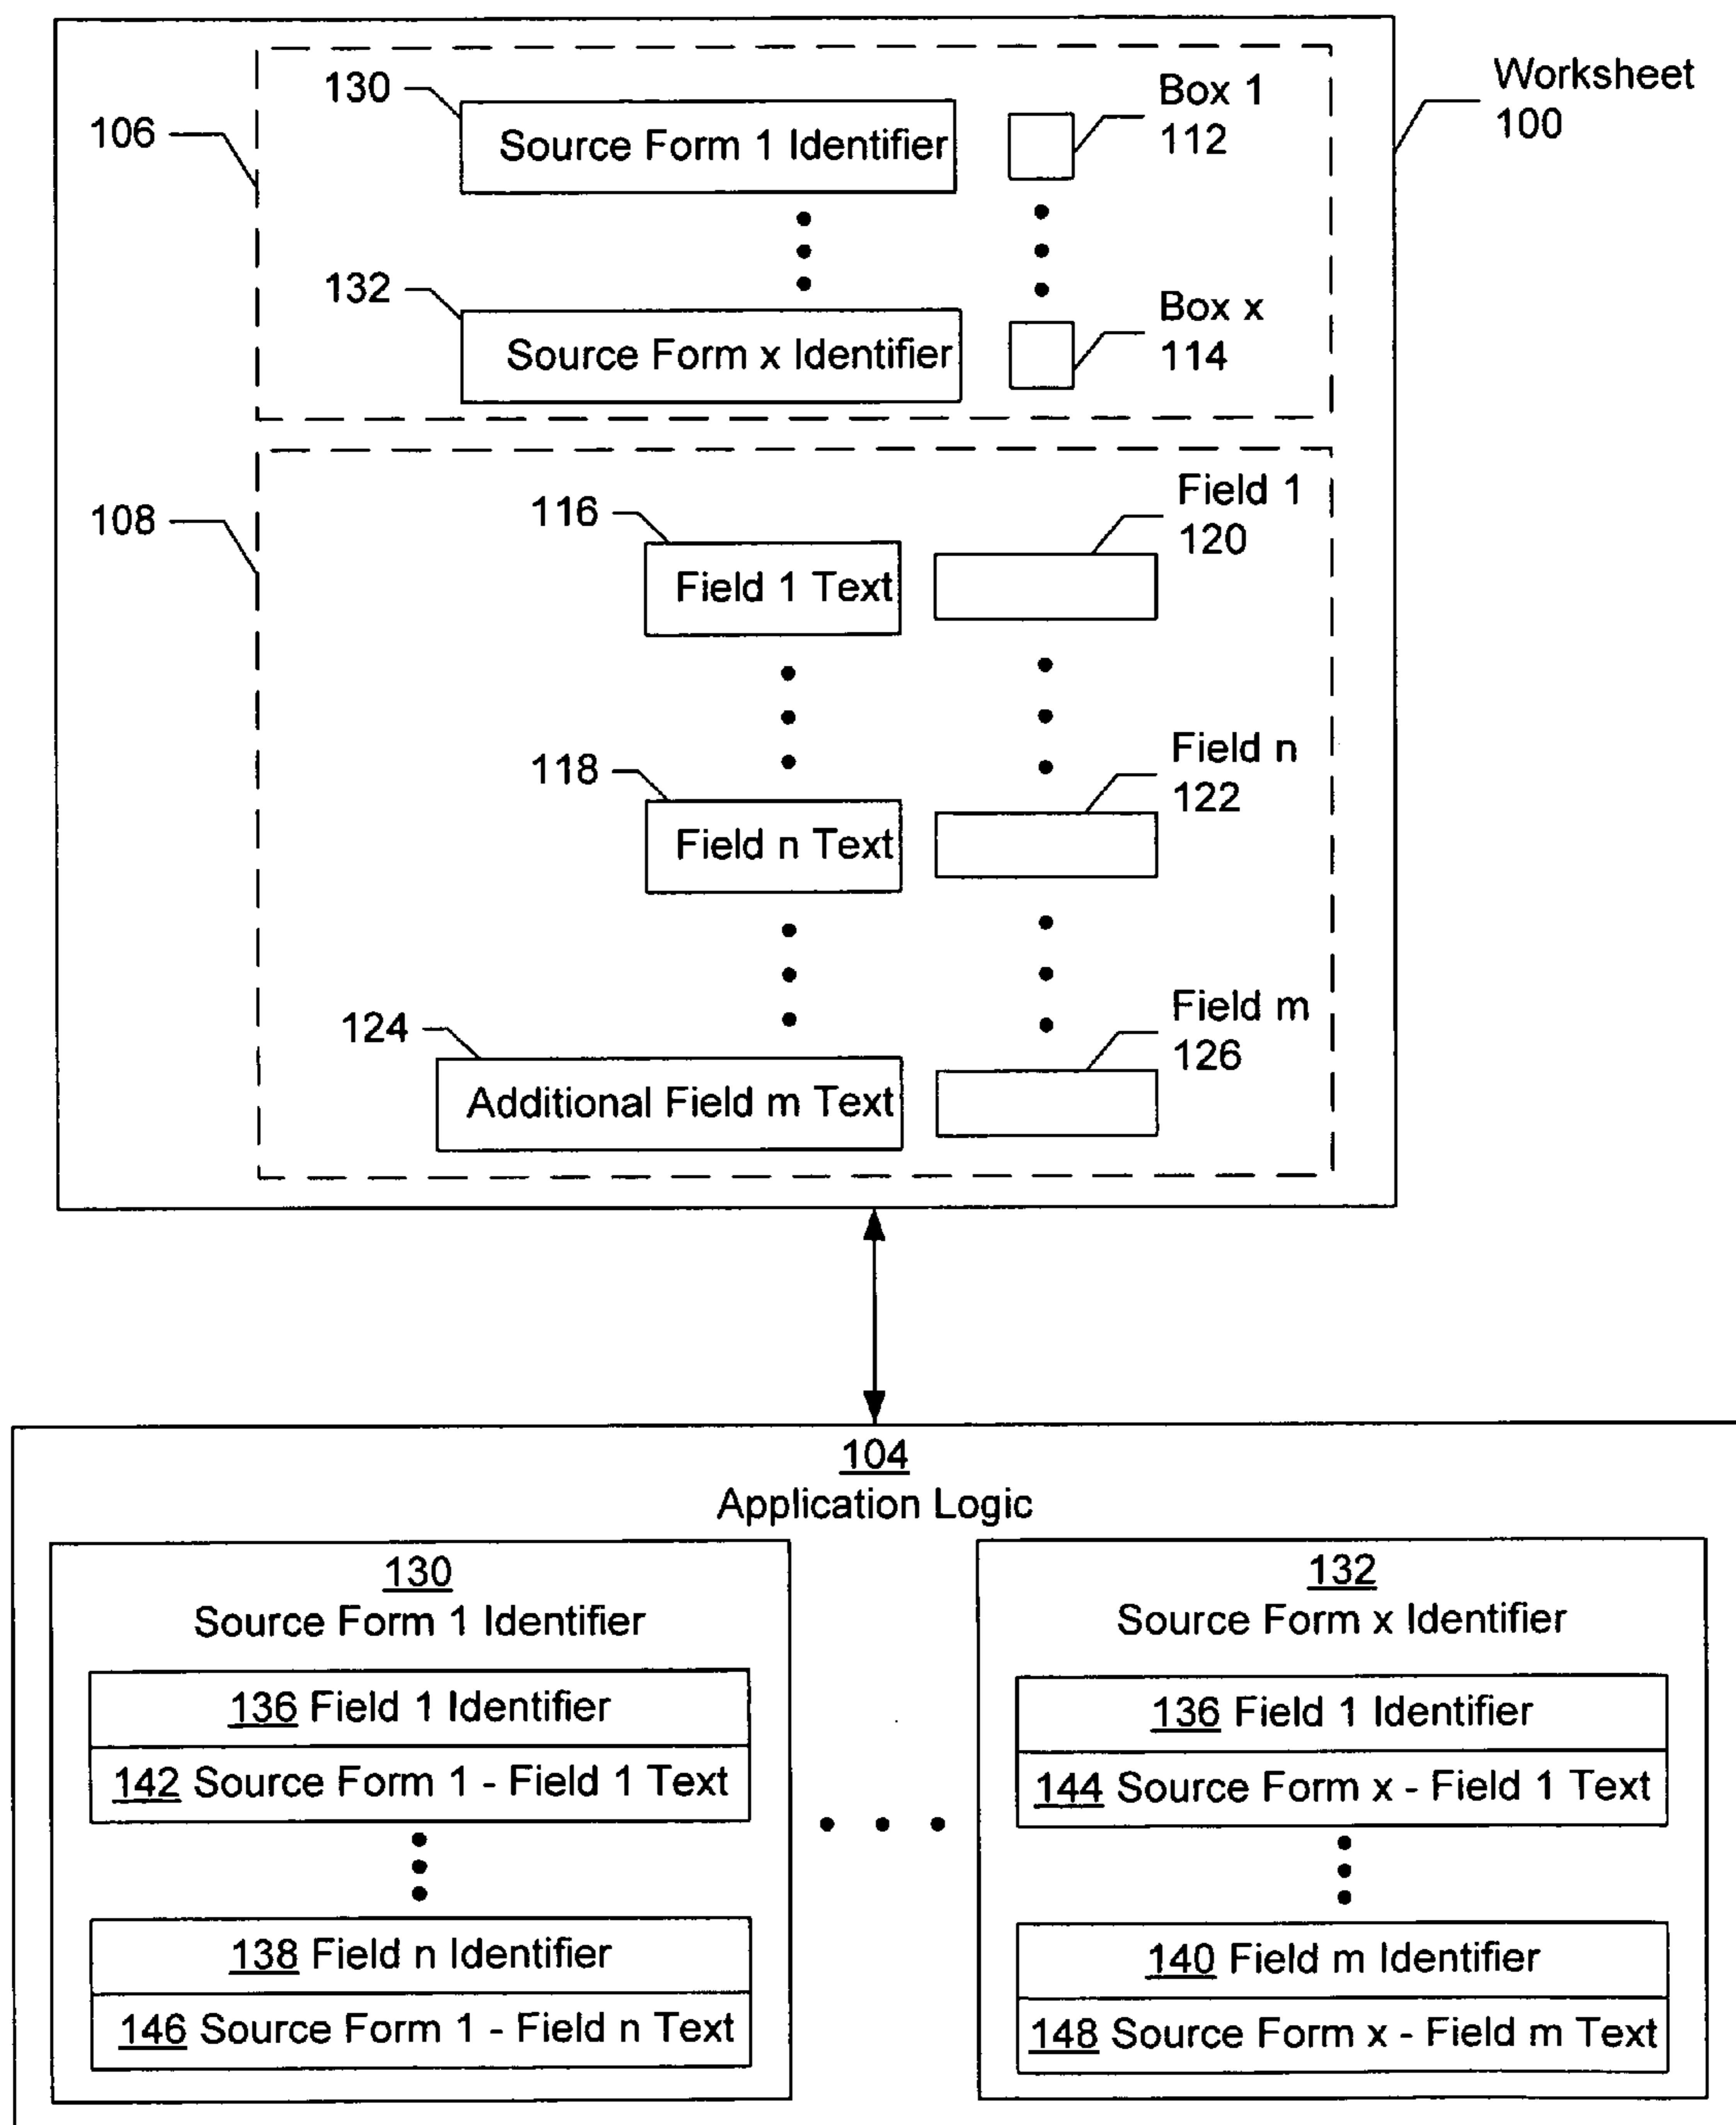 Worksheet
100
106
130
Source Form 1 Identifier
Box 1
112
132
Source Form x Identifier
Box x
114
108
116
Field 1 Text
Field 1
120
118
Field n Text
Field n
122
124
Additional Field m Text
Field m
126
104
Application Logic
130
Source Form 1 Identifier
136 Field 1 Identifier
142 Source Form 1 - Field 1 Text
138 Field n Identifier
146 Source Form 1 - Field n Text
132
Source Form x Identifier
136 Field 1 Identifier
144 Source Form x - Field 1 Text
140 Field m Identifier
148 Source Form x - Field m Text